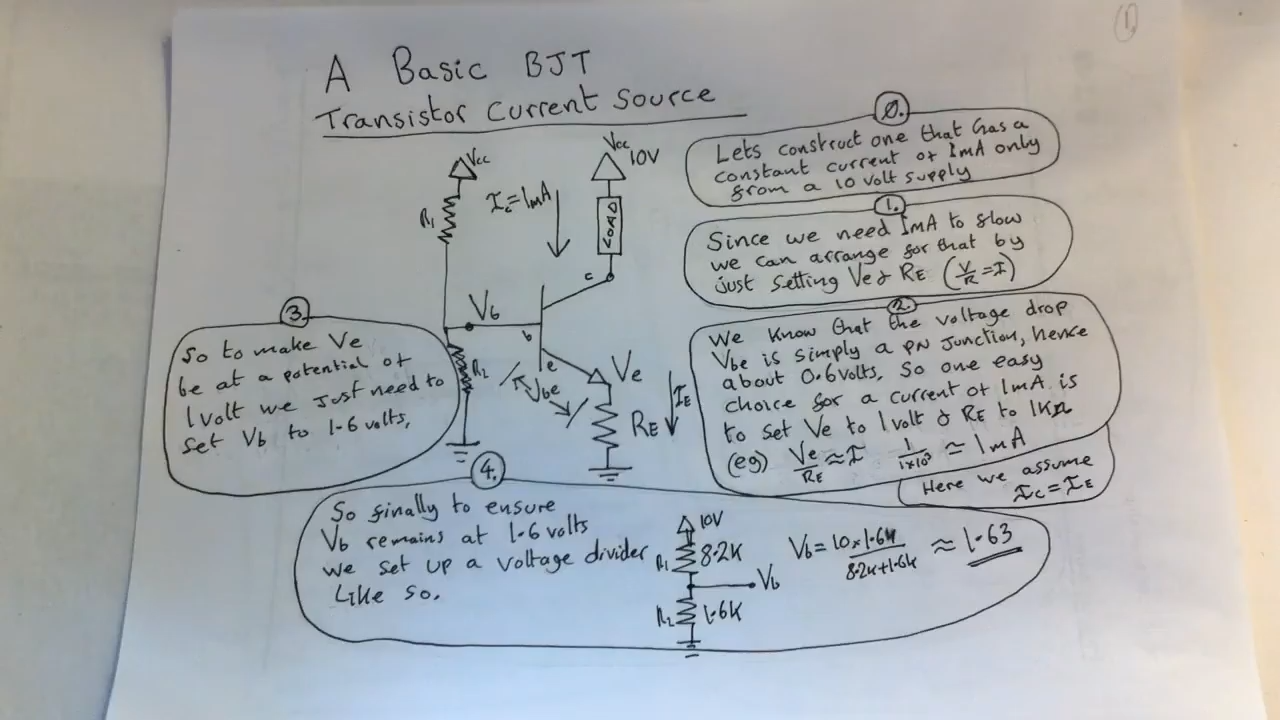 (1)
A Basic BJT
Transistor Current Source
Vcc
Vcc
10V
R1
Ic=1mA
LOAD
c
Vb
b
e
R2
Vbe
Ve
RE
IE
0.
Lets construct one that has a
constant current of 1mA only
from a 10 volt supply
1.
Since we need 1mA to flow
we can arrange for that by
just setting Ve & RE (V/R = I)
2.
We know that the voltage drop
Vbe is simply a PN junction, hence
about 0.6volts. So one easy
choice for a current of 1mA is
to set Ve to 1volt & RE to 1KΩ
(eg) Ve/RE ≈ I 1/1x10³ ≈ 1mA
Here we assume
Ic = IE
3.
So to make Ve
be at a potential of
1volt we just need to
set Vb to 1.6 volts.
4.
So finally to ensure
Vb remains at 1.6 volts
we set up a voltage divider
Like so.
10V
R1 8.2K
Vb
R2 1.6K
Vb = 10x1.6K/8.2K+1.6K ≈ 1.63